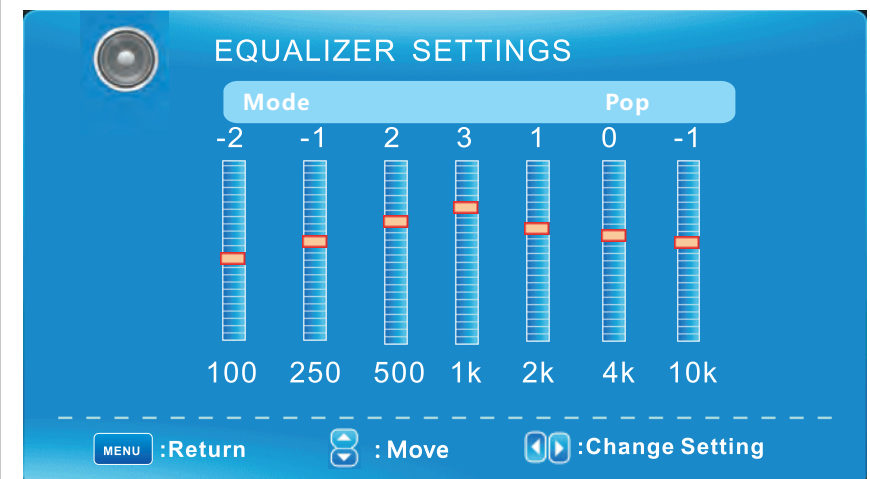 EQUALIZER SETTINGS
Mode Pop
-2 -1 2 3 1 0 -1
100 250 500 1k 2k 4k 10k
MENU :Return : Move :Change Setting